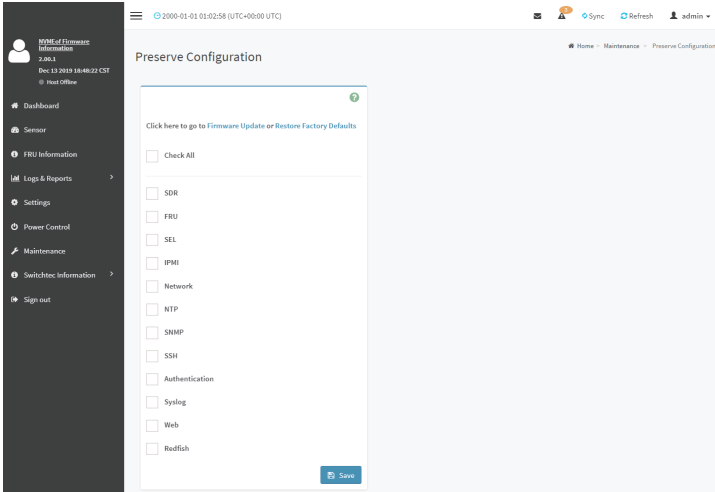 2000-01-01 01:02:58 (UTC+00:00 UTC)
7
Sync
Refresh
admin
NVMEof Firmware
Information
2.00.1
Dec 13 2019 18:48:22 CST
Host Offline
Dashboard
Sensor
FRU Information
Logs & Reports
Settings
Power Control
Maintenance
Switchtec Information
Sign out
Preserve Configuration
Home - Maintenance - Preserve Configuration
Click here to go to Firmware Update or Restore Factory Defaults
Check All
SDR
FRU
SEL
IPMI
Network
NTP
SNMP
SSH
Authentication
Syslog
Web
Redfish
Save